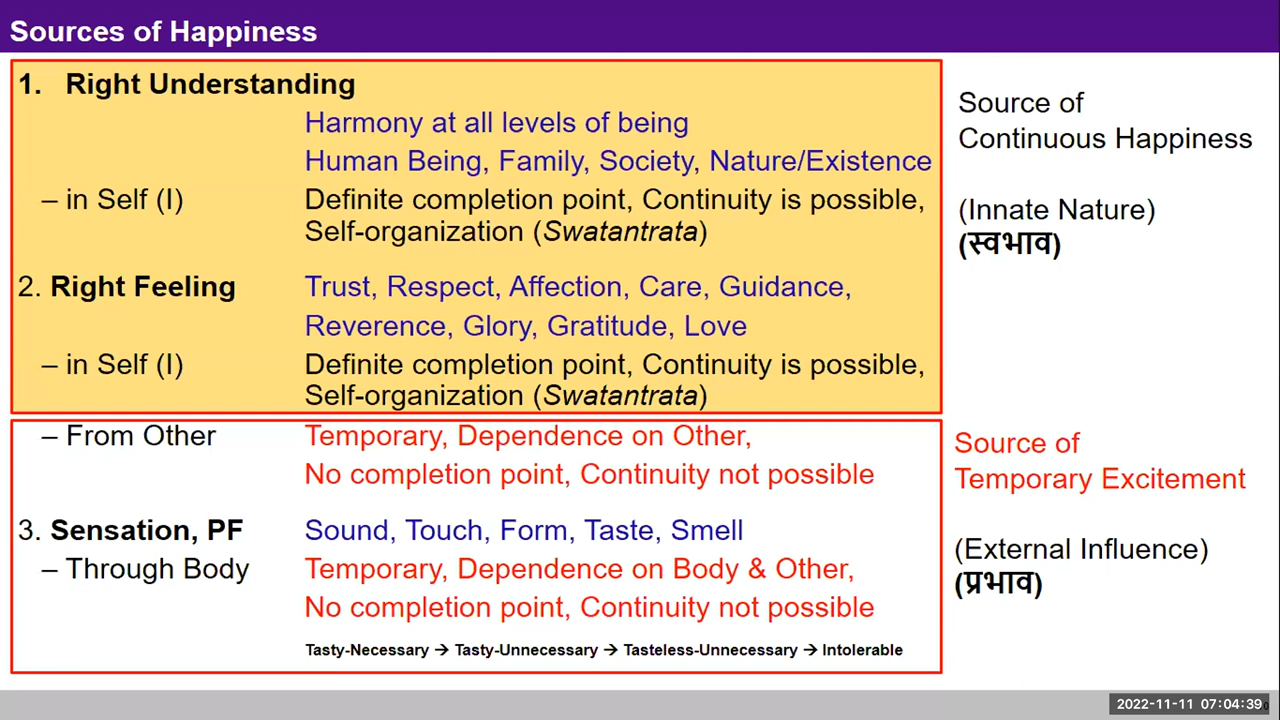 Sources of Happiness
1. Right Understanding
Harmony at all levels of being
Human Being, Family, Society, Nature/Existence
– in Self (I) Definite completion point, Continuity is possible,
Self-organization (Swatantrata)
2. Right Feeling Trust, Respect, Affection, Care, Guidance,
Reverence, Glory, Gratitude, Love
– in Self (I) Definite completion point, Continuity is possible,
Self-organization (Swatantrata)
Source of
Continuous Happiness
(Innate Nature)
(स्वभाव)
– From Other Temporary, Dependence on Other,
No completion point, Continuity not possible
3. Sensation, PF Sound, Touch, Form, Taste, Smell
– Through Body Temporary, Dependence on Body & Other,
No completion point, Continuity not possible
Tasty-Necessary → Tasty-Unnecessary → Tasteless-Unnecessary → Intolerable
Source of
Temporary Excitement
(External Influence)
(प्रभाव)
2022-11-11 07:04:39